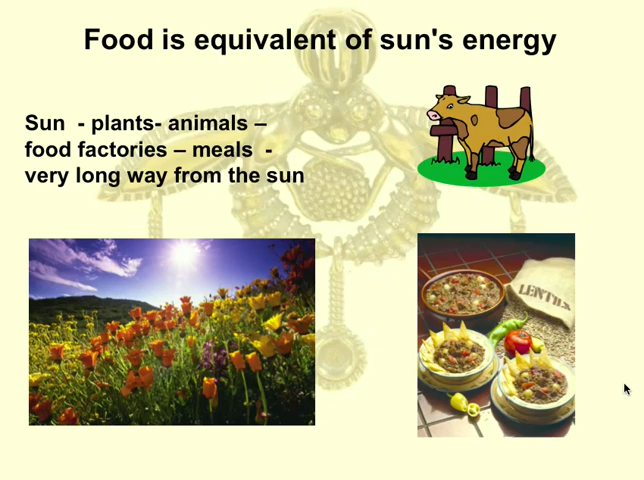 Food is equivalent of sun's energy
Sun - plants- animals –
food factories – meals -
very long way from the sun
LENTILS